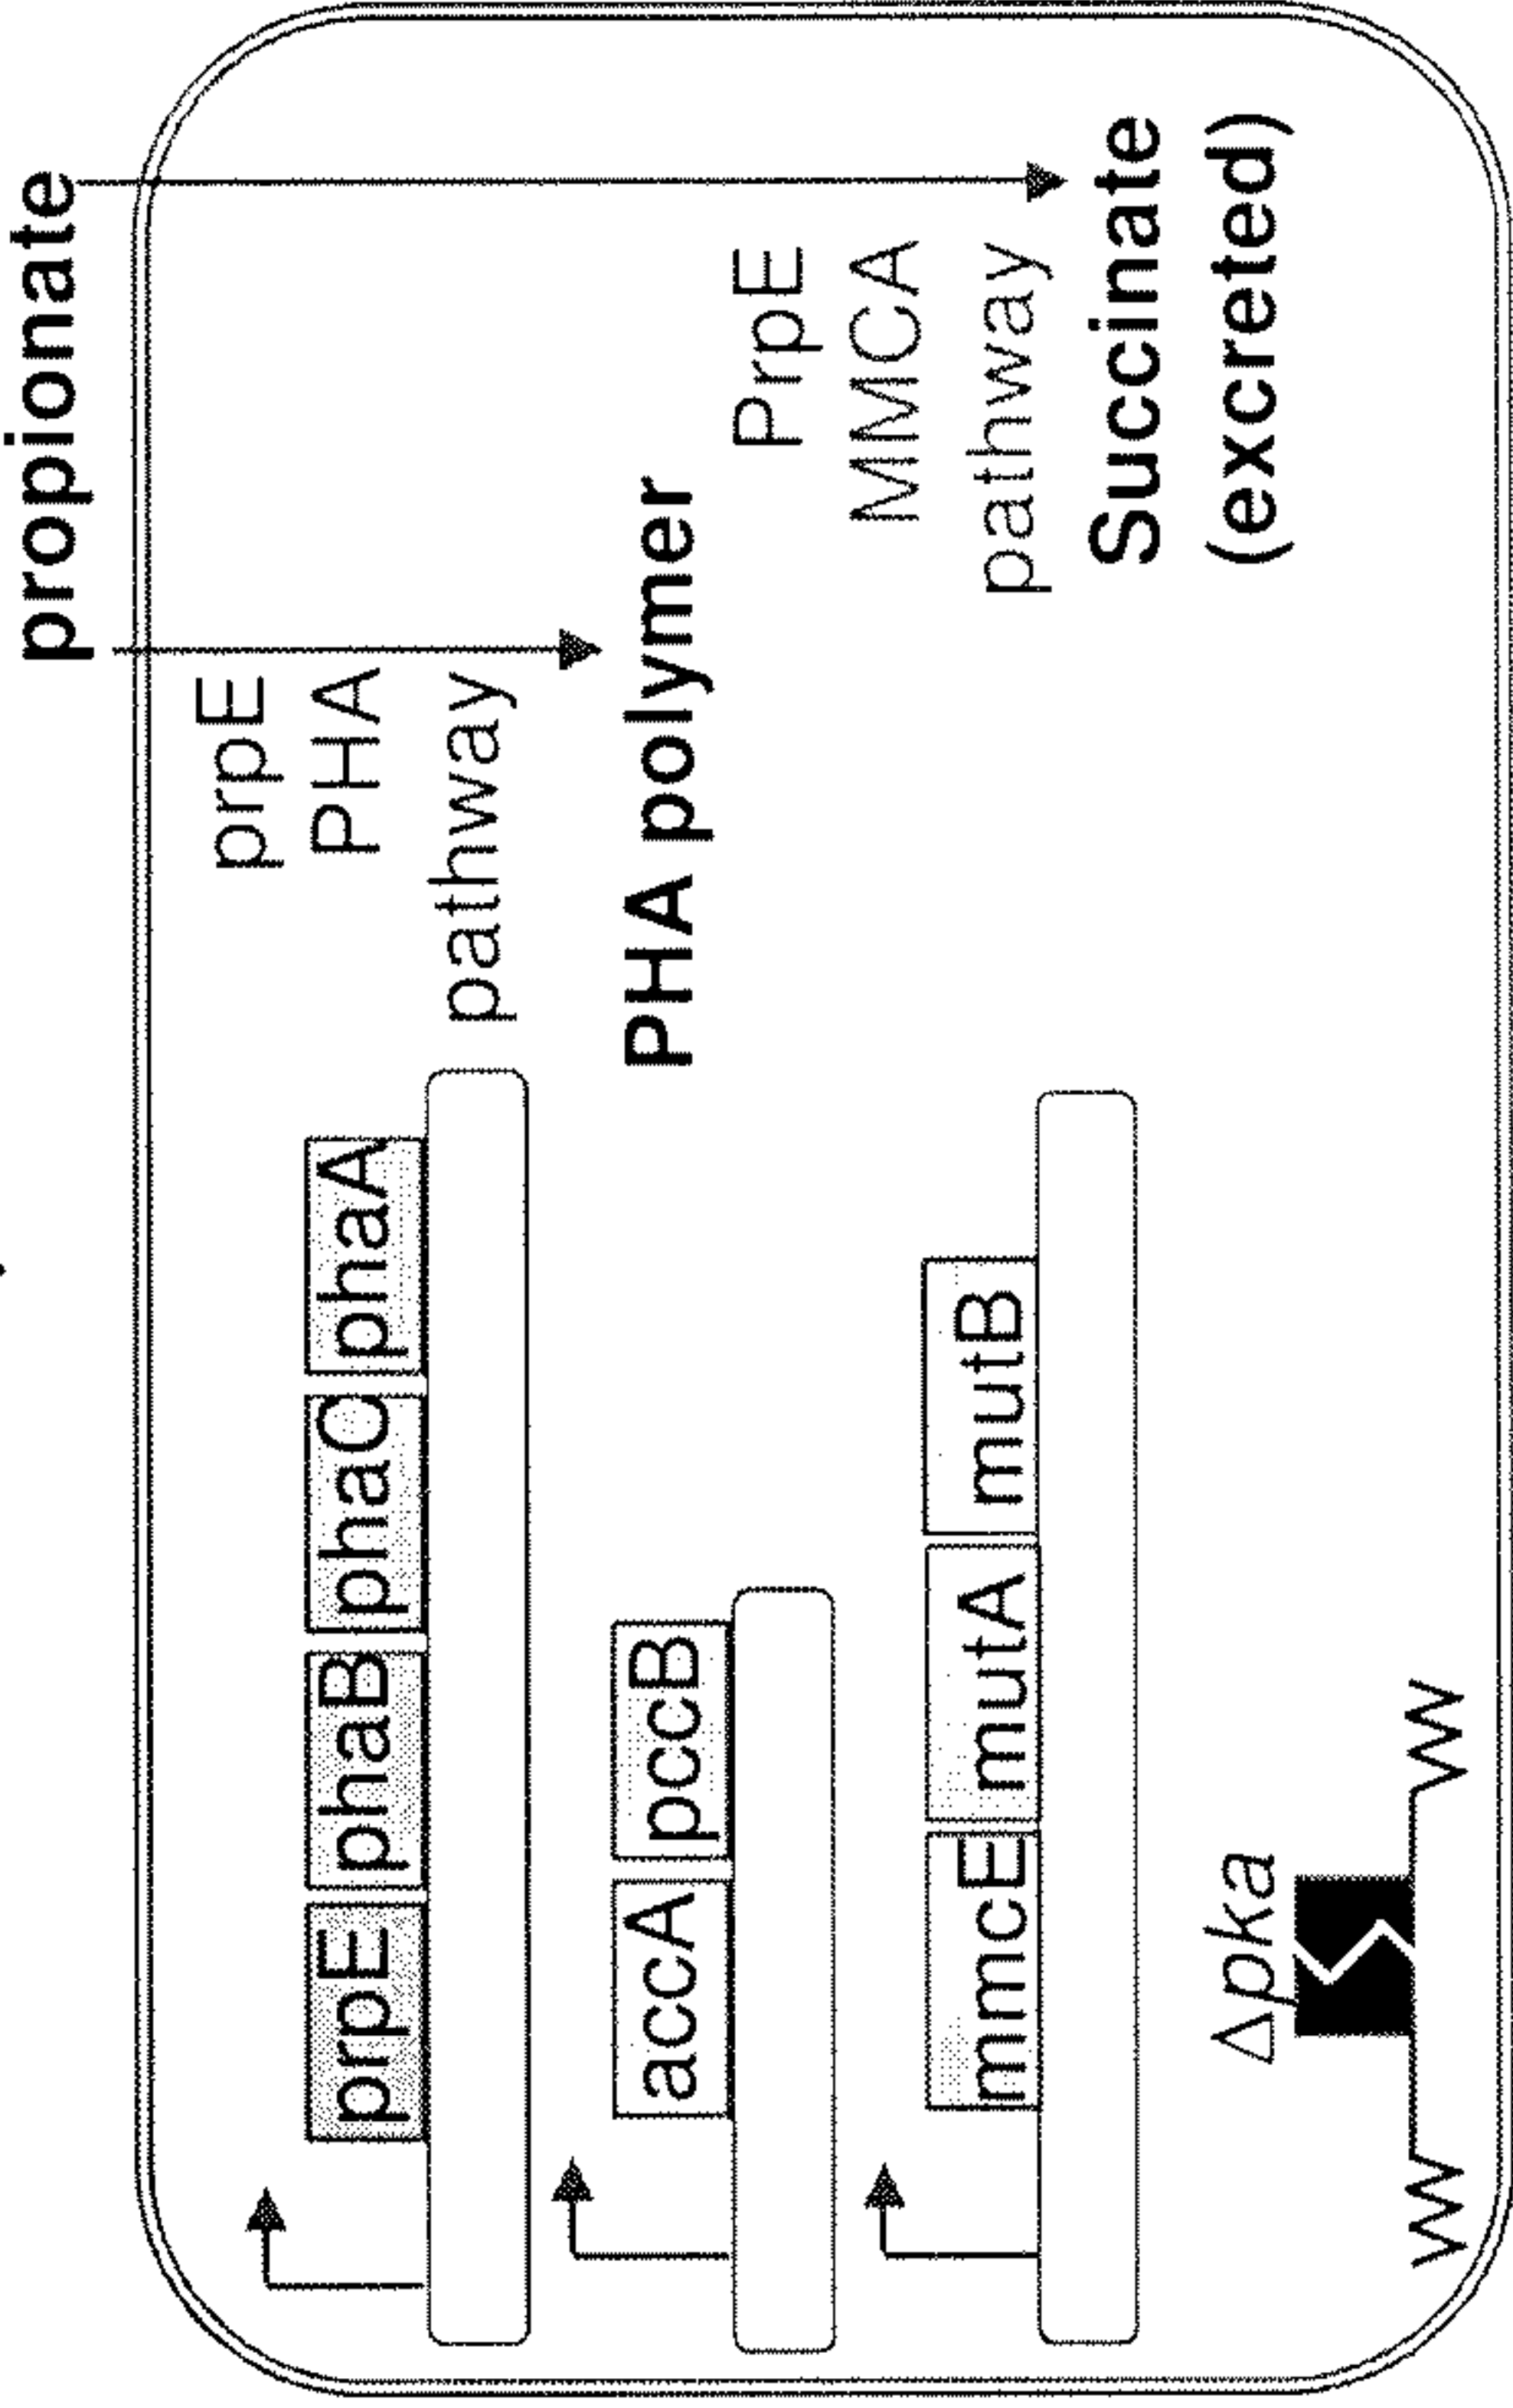 propionate
prpE
PHA
pathway
PHA polymer
prpE phaB phaC phaA
accA pccB
mmcE mutA mutB
PrpE
MMCA
pathway
Succinate
(excreted)
Δpka